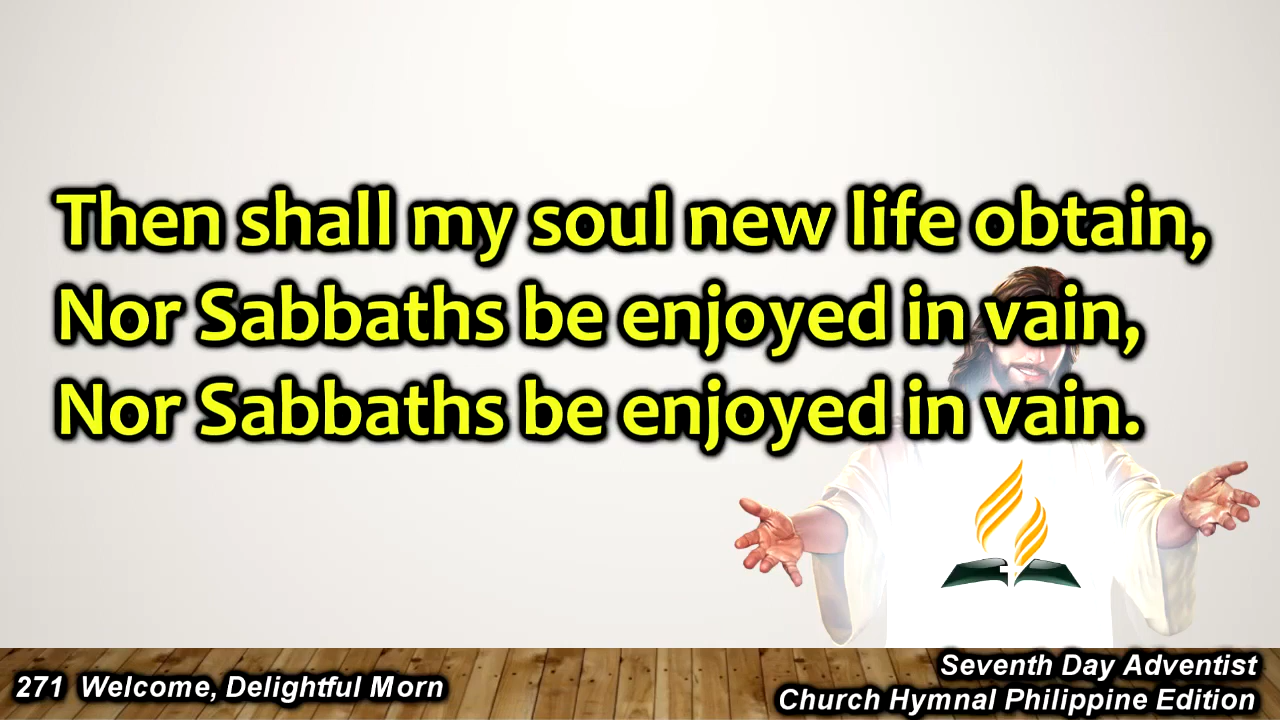 Then shall my soul new life obtain,
Nor Sabbaths be enjoyed in vain,
Nor Sabbaths be enjoyed in vain.
271 Welcome, Delightful Morn
Seventh Day Adventist
Church Hymnal Philippine Edition